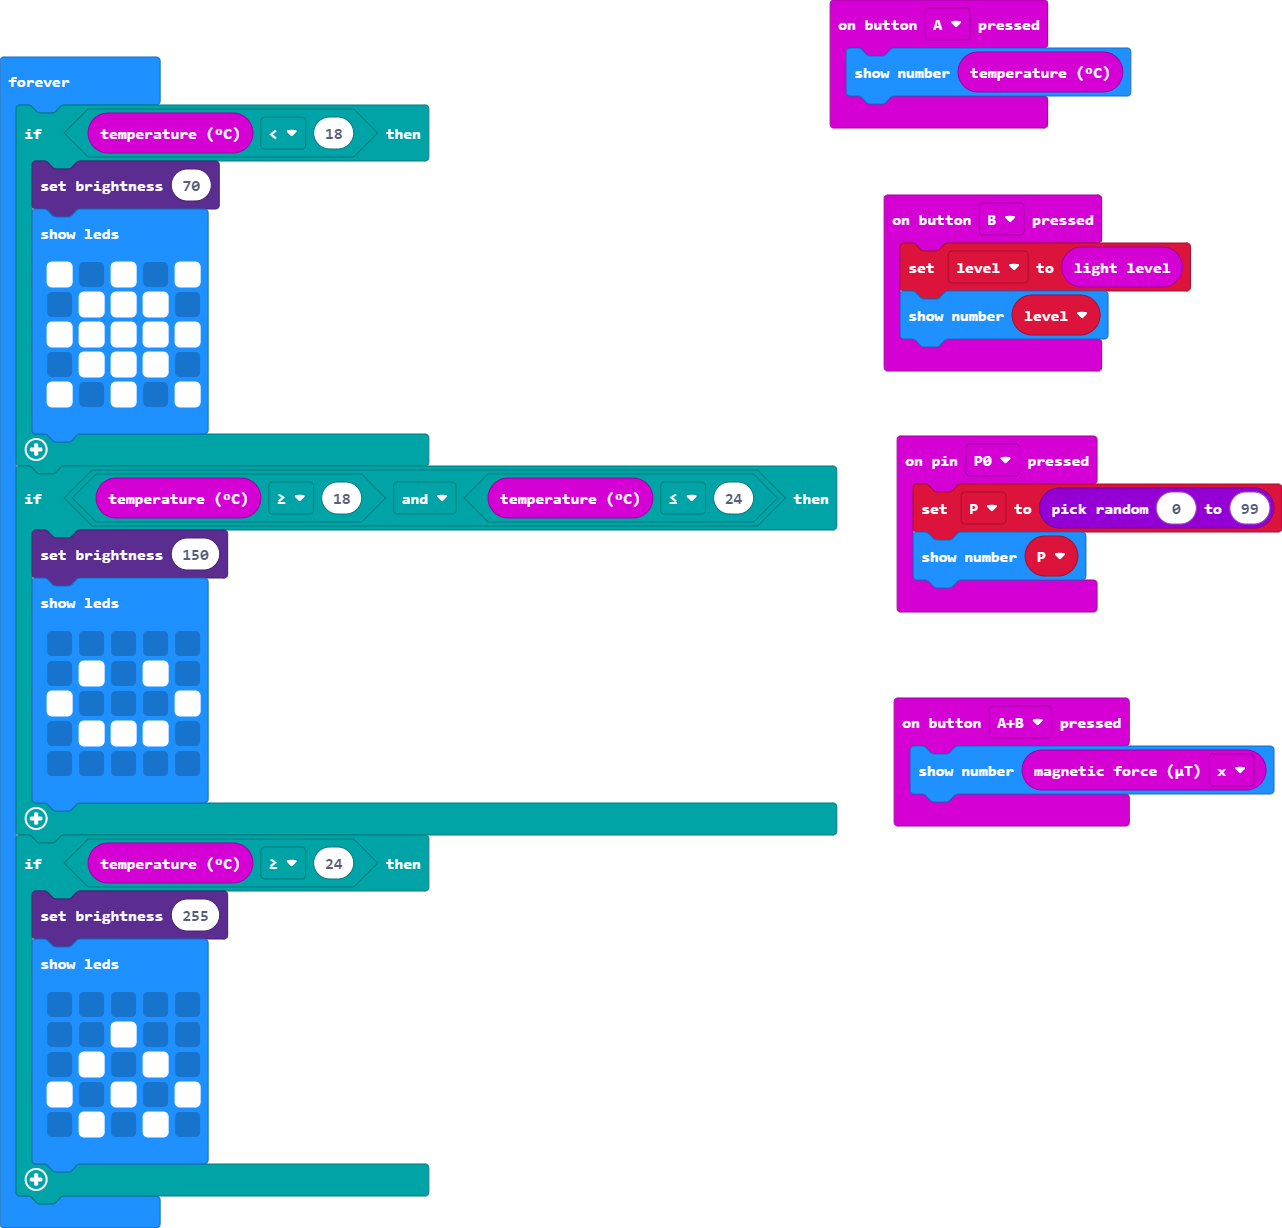 forever
if temperature (ºC) < 18 then
set brightness 70
show leds
if temperature (ºC) ≥ 18 and temperature (ºC) ≤ 24 then
set brightness 150
show leds
if temperature (ºC) ≥ 24 then
set brightness 255
show leds
on button A pressed
show number temperature (ºC)
on button B pressed
set level to light level
show number level
on pin P0 pressed
set P to pick random 0 to 99
show number P
on button A+B pressed
show number magnetic force (µT) x